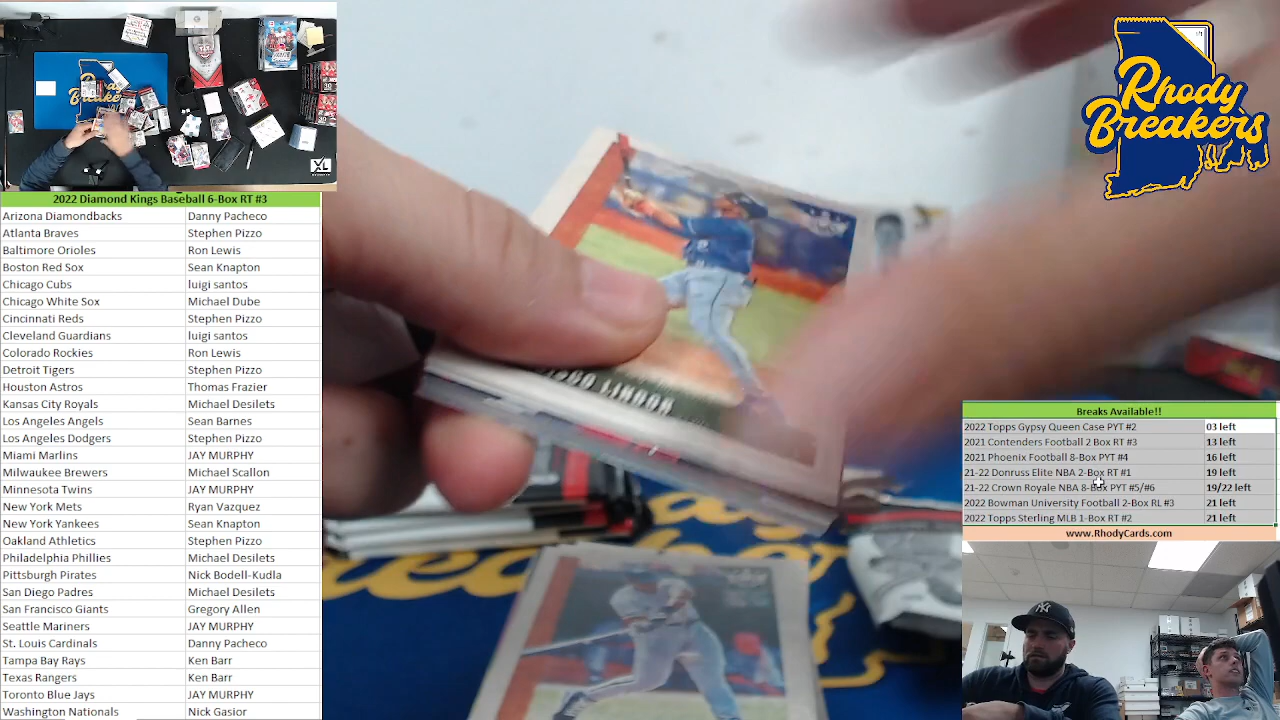 2022 Diamond Kings Baseball 6-Box RT #3
Arizona Diamondbacks Danny Pacheco
Atlanta Braves Stephen Pizzo
Baltimore Orioles Ron Lewis
Boston Red Sox Sean Knapton
Chicago Cubs luigi santos
Chicago White Sox Michael Dube
Cincinnati Reds Stephen Pizzo
Cleveland Guardians luigi santos
Colorado Rockies Ron Lewis
Detroit Tigers Stephen Pizzo
Houston Astros Thomas Frazier
Kansas City Royals Michael Desilets
Los Angeles Angels Sean Barnes
Los Angeles Dodgers Stephen Pizzo
Miami Marlins JAY MURPHY
Milwaukee Brewers Michael Scallon
Minnesota Twins JAY MURPHY
New York Mets Ryan Vazquez
New York Yankees Sean Knapton
Oakland Athletics Stephen Pizzo
Philadelphia Phillies Michael Desilets
Pittsburgh Pirates Nick Bodell-Kudla
San Diego Padres Michael Desilets
San Francisco Giants Gregory Allen
Seattle Mariners JAY MURPHY
St. Louis Cardinals Danny Pacheco
Tampa Bay Rays Ken Barr
Texas Rangers Ken Barr
Toronto Blue Jays JAY MURPHY
Washington Nationals Nick Gasior
XL
LINDOR
Rhody
Breakers
Breaks Available!!
2022 Topps Gypsy Queen Case PYT #2 03 left
2021 Contenders Football 2 Box RT #3 13 left
2021 Phoenix Football 8-Box PYT #4 16 left
21-22 Donruss Elite NBA 2-Box RT #1 19 left
21-22 Crown Royale NBA 8-Box PYT #5/#6 19/22 left
2022 Bowman University Football 2-Box RL #3 21 left
2022 Topps Sterling MLB 1-Box RT #2 21 left
www.RhodyCards.com